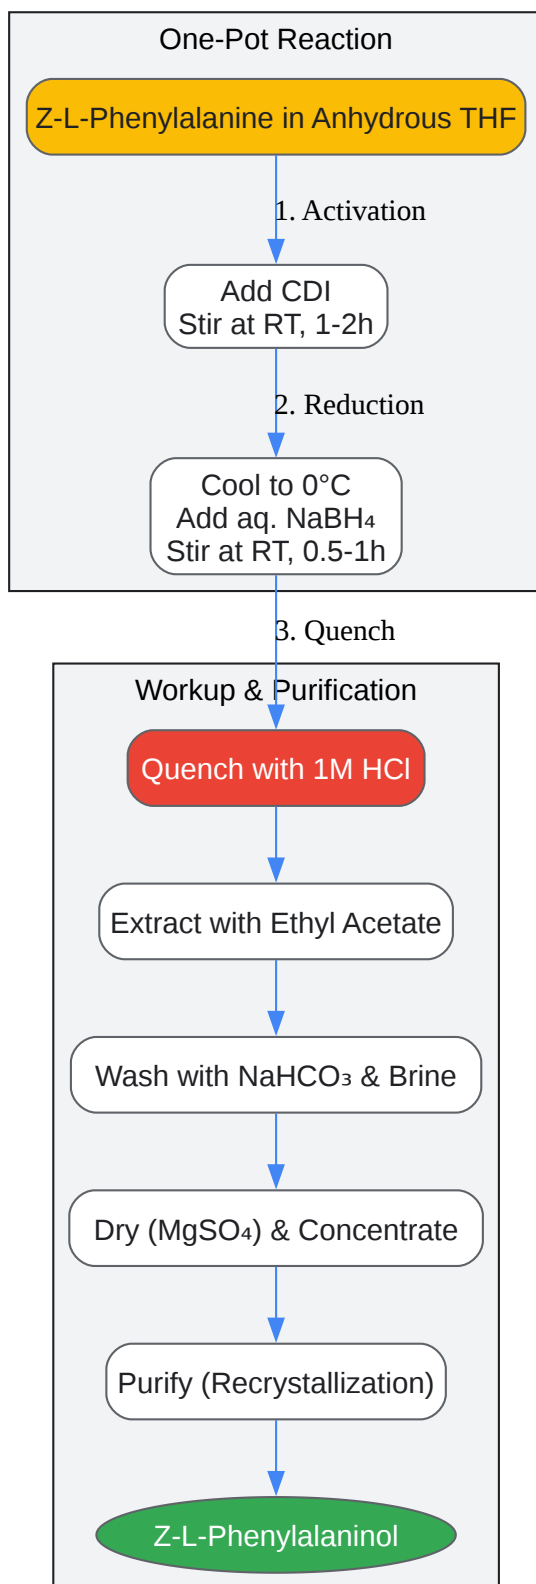 One-Pot Reaction
Z-L-Phenylalanine in Anhydrous THF
1. Activation
Add CDI
Stir at RT, 1-2h
2. Reduction
Cool to 0°C
Add aq. NaBH₄
Stir at RT, 0.5-1h
3. Quench
Workup & Purification
Quench with 1M HCl
Extract with Ethyl Acetate
Wash with NaHCO₃ & Brine
Dry (MgSO₄) & Concentrate
Purify (Recrystallization)
Z-L-Phenylalaninol